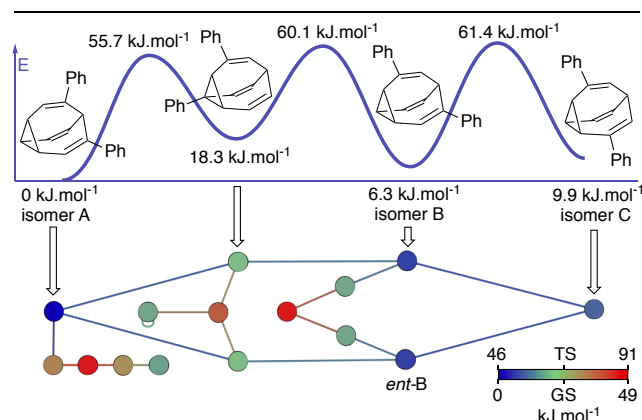 55.7 kJ.mol⁻¹
60.1 kJ.mol⁻¹
61.4 kJ.mol⁻¹
E
Ph
Ph
Ph
Ph
Ph
Ph
Ph
Ph
18.3 kJ.mol⁻¹
0 kJ.mol⁻¹
isomer A
6.3 kJ.mol⁻¹
isomer B
9.9 kJ.mol⁻¹
isomer C
ent-B
46 TS 91
0 GS 49
kJ mol⁻¹